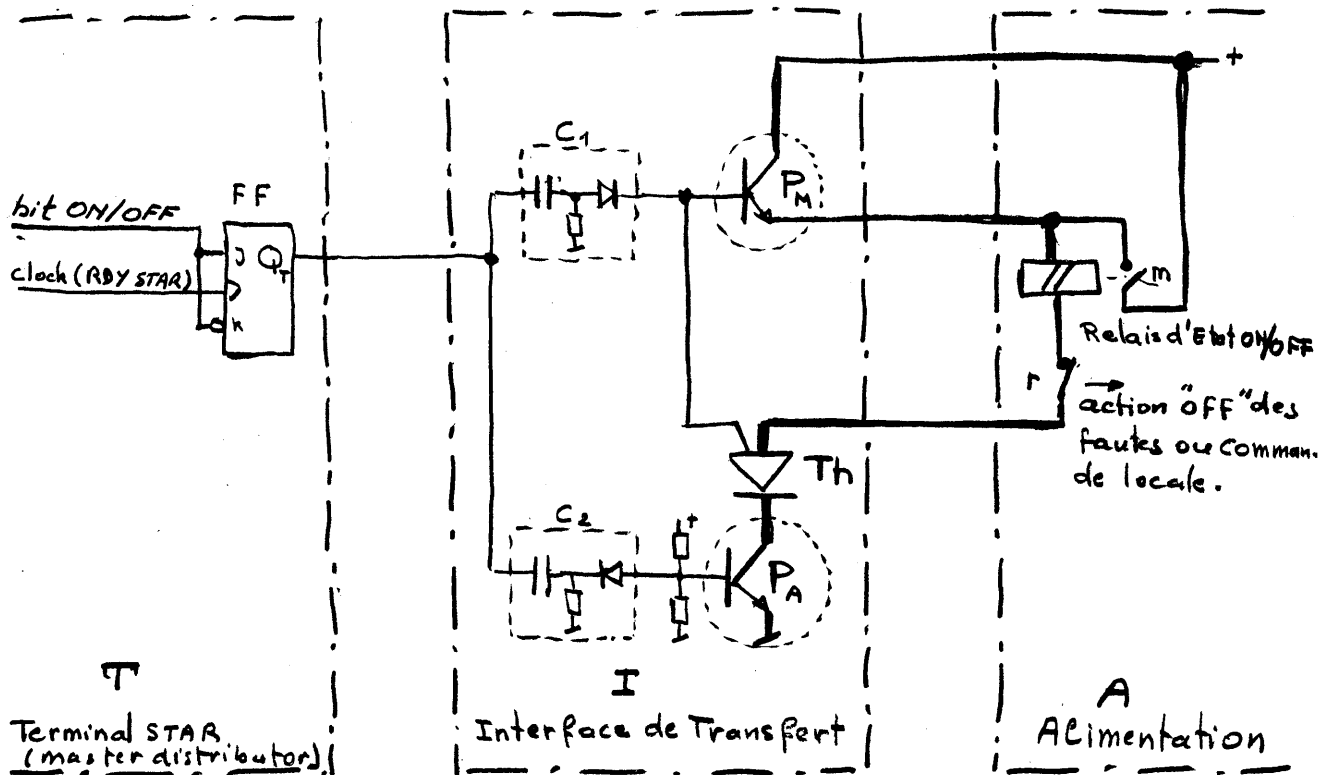 +
C1
PM
FF
bit ON/OFF
J QT
clock (RDY STAR)
K
m
Relais d'Etat ON/OFF
r
→
action "OFF" des
fautes ou comman.
de locale.
Th
C2
+
PA
T
Terminal STAR
(master distributor)
I
Interface de Transfert
A
Alimentation